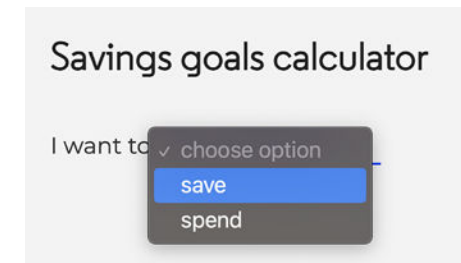 Savings goals calculator
I want to
✓ choose option
save
spend